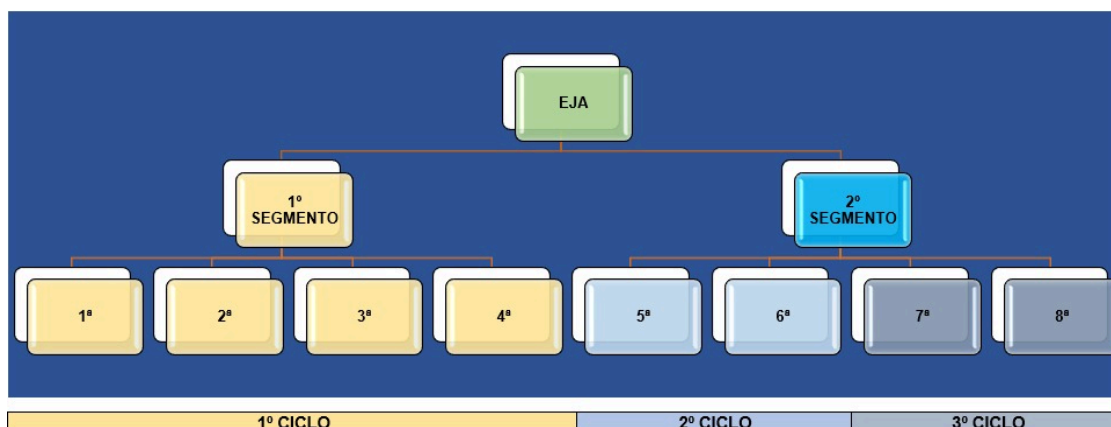 EJA
1º
SEGMENTO
2º
SEGMENTO
1ª
2ª
3ª
4ª
5ª
6ª
7ª
8ª
1º CICLO
2º CICLO
3º CICLO